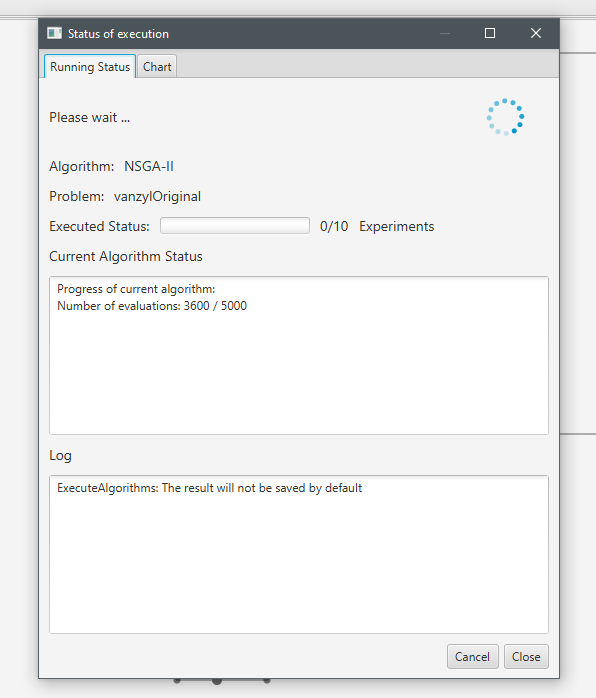 Status of execution
Running Status Chart
Please wait ...
Algorithm: NSGA-II
Problem: vanzylOriginal
Executed Status: 0/10 Experiments
Current Algorithm Status
Progress of current algorithm:
Number of evaluations: 3600 / 5000
Log
ExecuteAlgorithms: The result will not be saved by default
Cancel Close